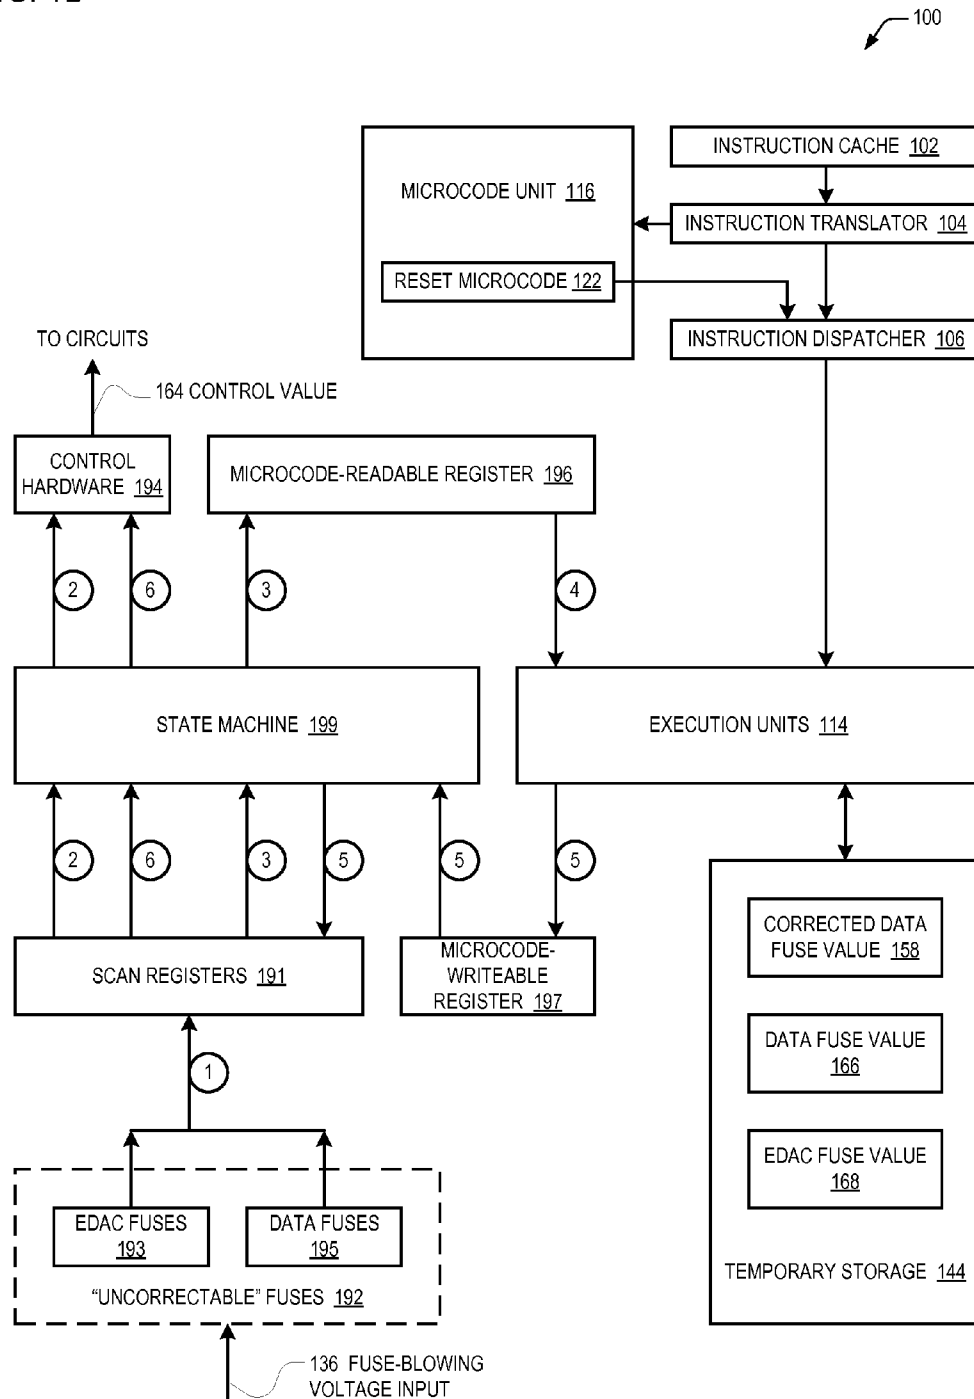 100
INSTRUCTION CACHE 102
MICROCODE UNIT 116
INSTRUCTION TRANSLATOR 104
RESET MICROCODE 122
INSTRUCTION DISPATCHER 106
TO CIRCUITS
164 CONTROL VALUE
CONTROL
HARDWARE 194
MICROCODE-READABLE REGISTER 196
2
6
3
4
STATE MACHINE 199
EXECUTION UNITS 114
2
6
3
5
5
5
SCAN REGISTERS 191
MICROCODE-
WRITEABLE
REGISTER 197
CORRECTED DATA
FUSE VALUE 158
DATA FUSE VALUE
166
EDAC FUSE VALUE
168
TEMPORARY STORAGE 144
1
EDAC FUSES
193
DATA FUSES
195
“UNCORRECTABLE” FUSES 192
136 FUSE-BLOWING
VOLTAGE INPUT